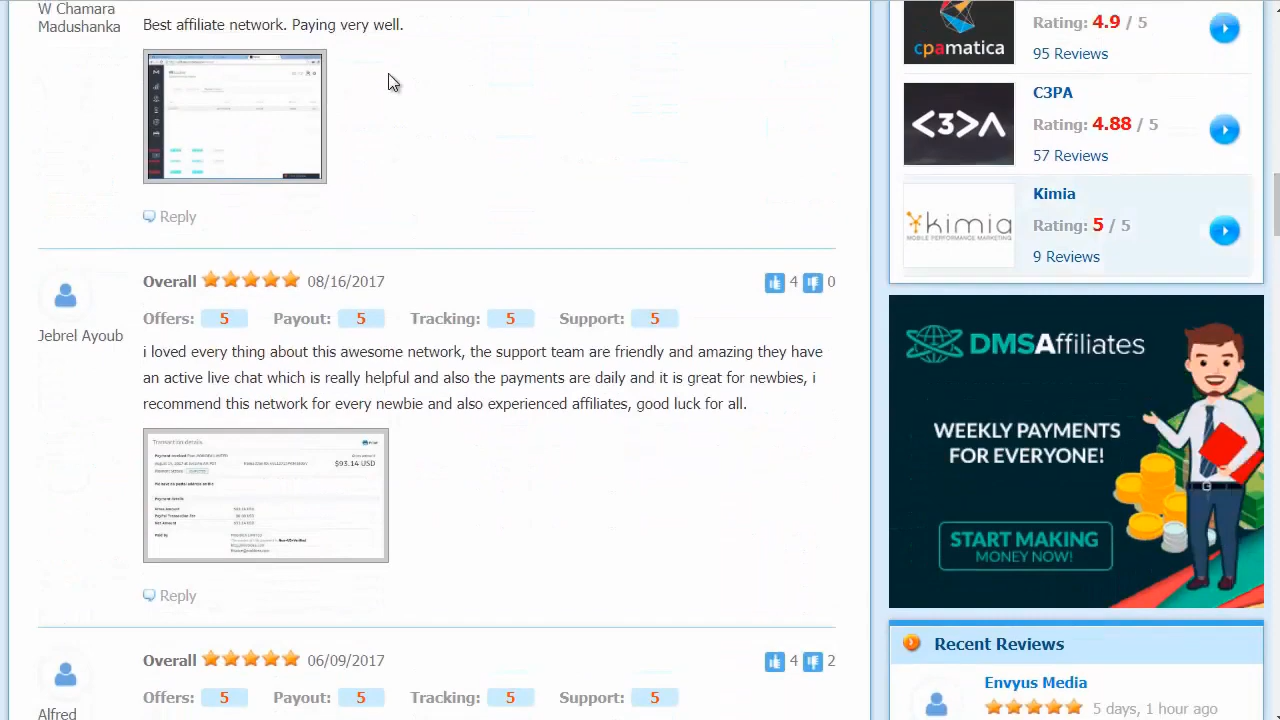 W Chamara
Madushanka
Best affiliate network. Paying very well.
Reply
Jebrel Ayoub
Overall 08/16/2017
4 0
Offers: 5 Payout: 5 Tracking: 5 Support: 5
i loved every thing about this awesome network, the support team are friendly and amazing they have
an active live chat which is really helpful and also the payments are daily and it is great for newbies, i
recommend this network for every newbie and also experienced affiliates, good luck for all.
Transaction details
$93.14 USD
Reply
Alfred
Overall 06/09/2017
4 2
Offers: 5 Payout: 5 Tracking: 5 Support: 5
cpamatica
Rating: 4.9 / 5
95 Reviews
<3>Λ
C3PA
Rating: 4.88 / 5
57 Reviews
kimia
MOBILE PERFORMANCE MARKETING
Kimia
Rating: 5 / 5
9 Reviews
DMSAffiliates
WEEKLY PAYMENTS
FOR EVERYONE!
START MAKING
MONEY NOW!
Recent Reviews
Envyus Media
5 days, 1 hour ago